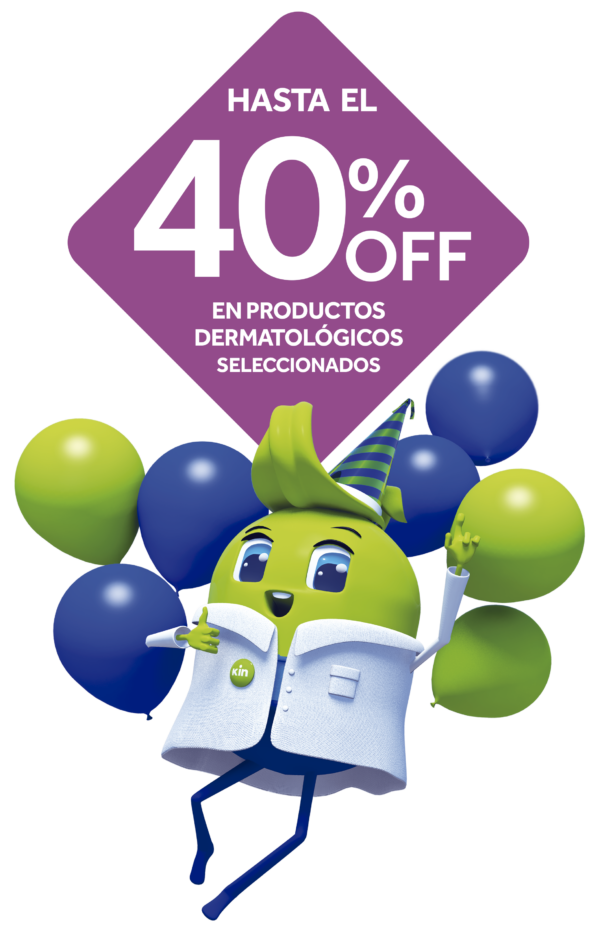 HASTA EL
40%
OFF
EN PRODUCTOS
DERMATOLÓGICOS
SELECCIONADOS
Kin